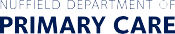 NUFFIELD DEPARTMENT OF
PRIMARY CARE